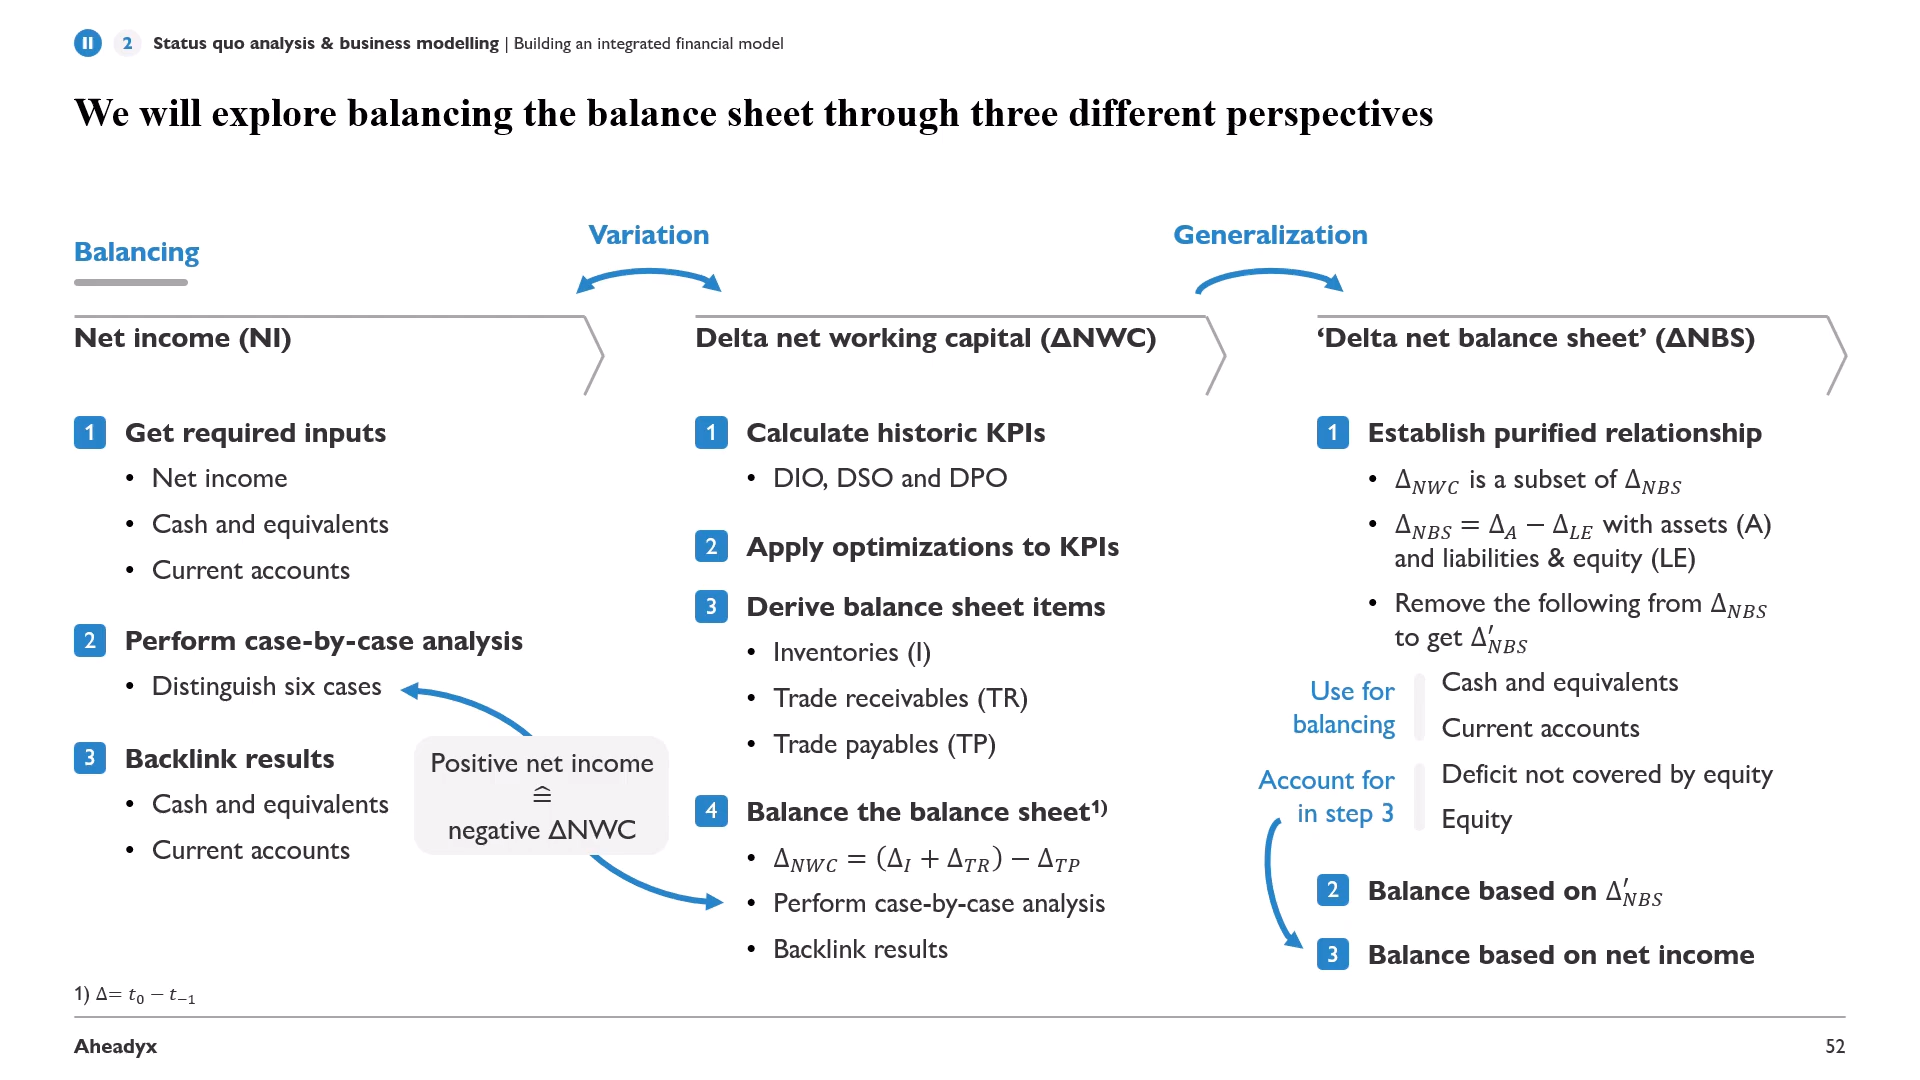 2 Status quo analysis & business modelling | Building an integrated financial model
We will explore balancing the balance sheet through three different perspectives
Balancing
Variation
Generalization
Net income (NI)
1 Get required inputs
• Net income
• Cash and equivalents
• Current accounts
2 Perform case-by-case analysis
• Distinguish six cases
3 Backlink results
• Cash and equivalents
• Current accounts
Positive net income
≙
negative ΔNWC
Delta net working capital (ΔNWC)
1 Calculate historic KPIs
• DIO, DSO and DPO
2 Apply optimizations to KPIs
3 Derive balance sheet items
• Inventories (I)
• Trade receivables (TR)
• Trade payables (TP)
4 Balance the balance sheet¹⁾
• Δ_NWC = (Δ_I + Δ_TR) − Δ_TP
• Perform case-by-case analysis
• Backlink results
‘Delta net balance sheet’ (ΔNBS)
1 Establish purified relationship
• Δ_NWC is a subset of Δ_NBS
• Δ_NBS = Δ_A − Δ_LE with assets (A)
and liabilities & equity (LE)
• Remove the following from Δ_NBS
to get Δ′_NBS
Use for
balancing
Cash and equivalents
Current accounts
Account for
in step 3
Deficit not covered by equity
Equity
2 Balance based on Δ′_NBS
3 Balance based on net income
1) Δ= t₀ − t₋₁
Aheadyx
52